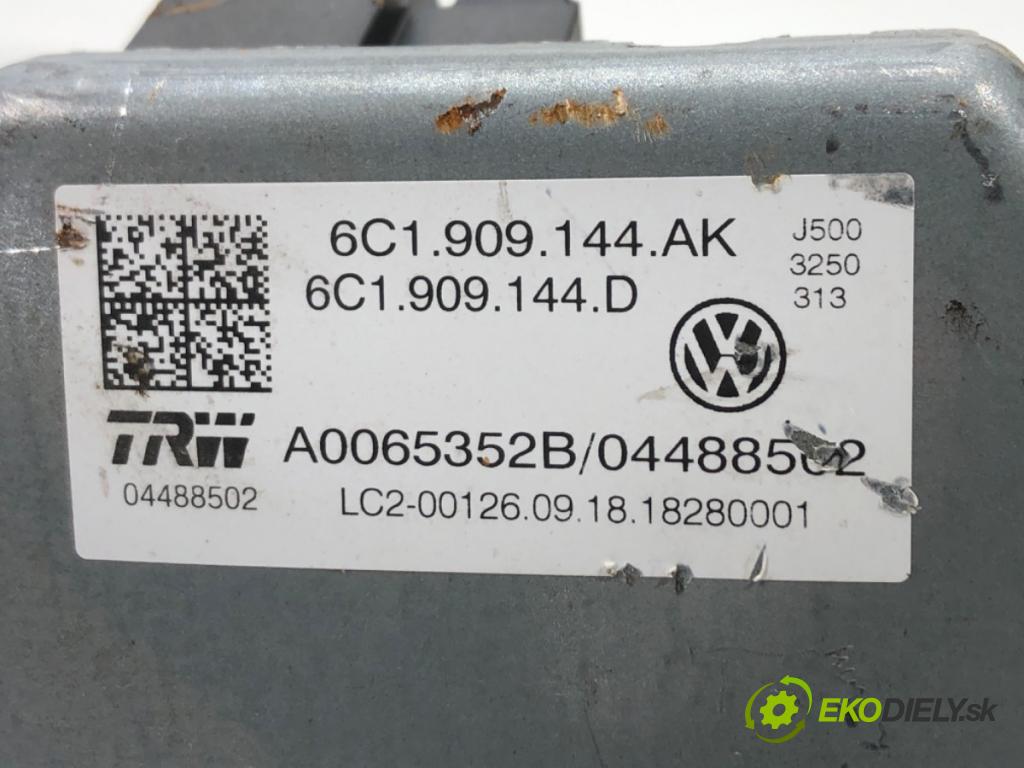 6C1.909.144.AK
6C1.909.144.D
J500
3250
313
TRW
A0065352B/04488502
04488502
LC2-00126.09.18.18280001
EKODIELY.sk